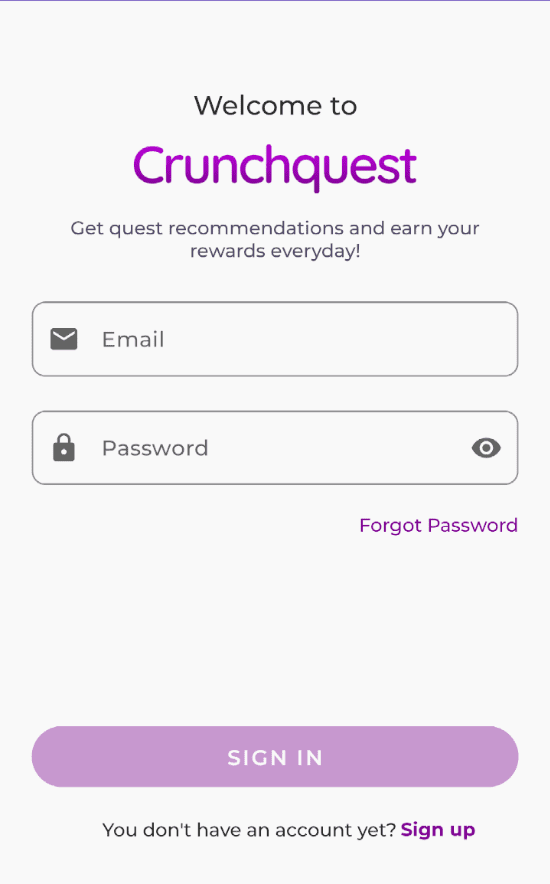 Welcome to
Crunchquest
Get quest recommendations and earn your
rewards everyday!
Email
Password
Forgot Password
SIGN IN
You don't have an account yet? Sign up